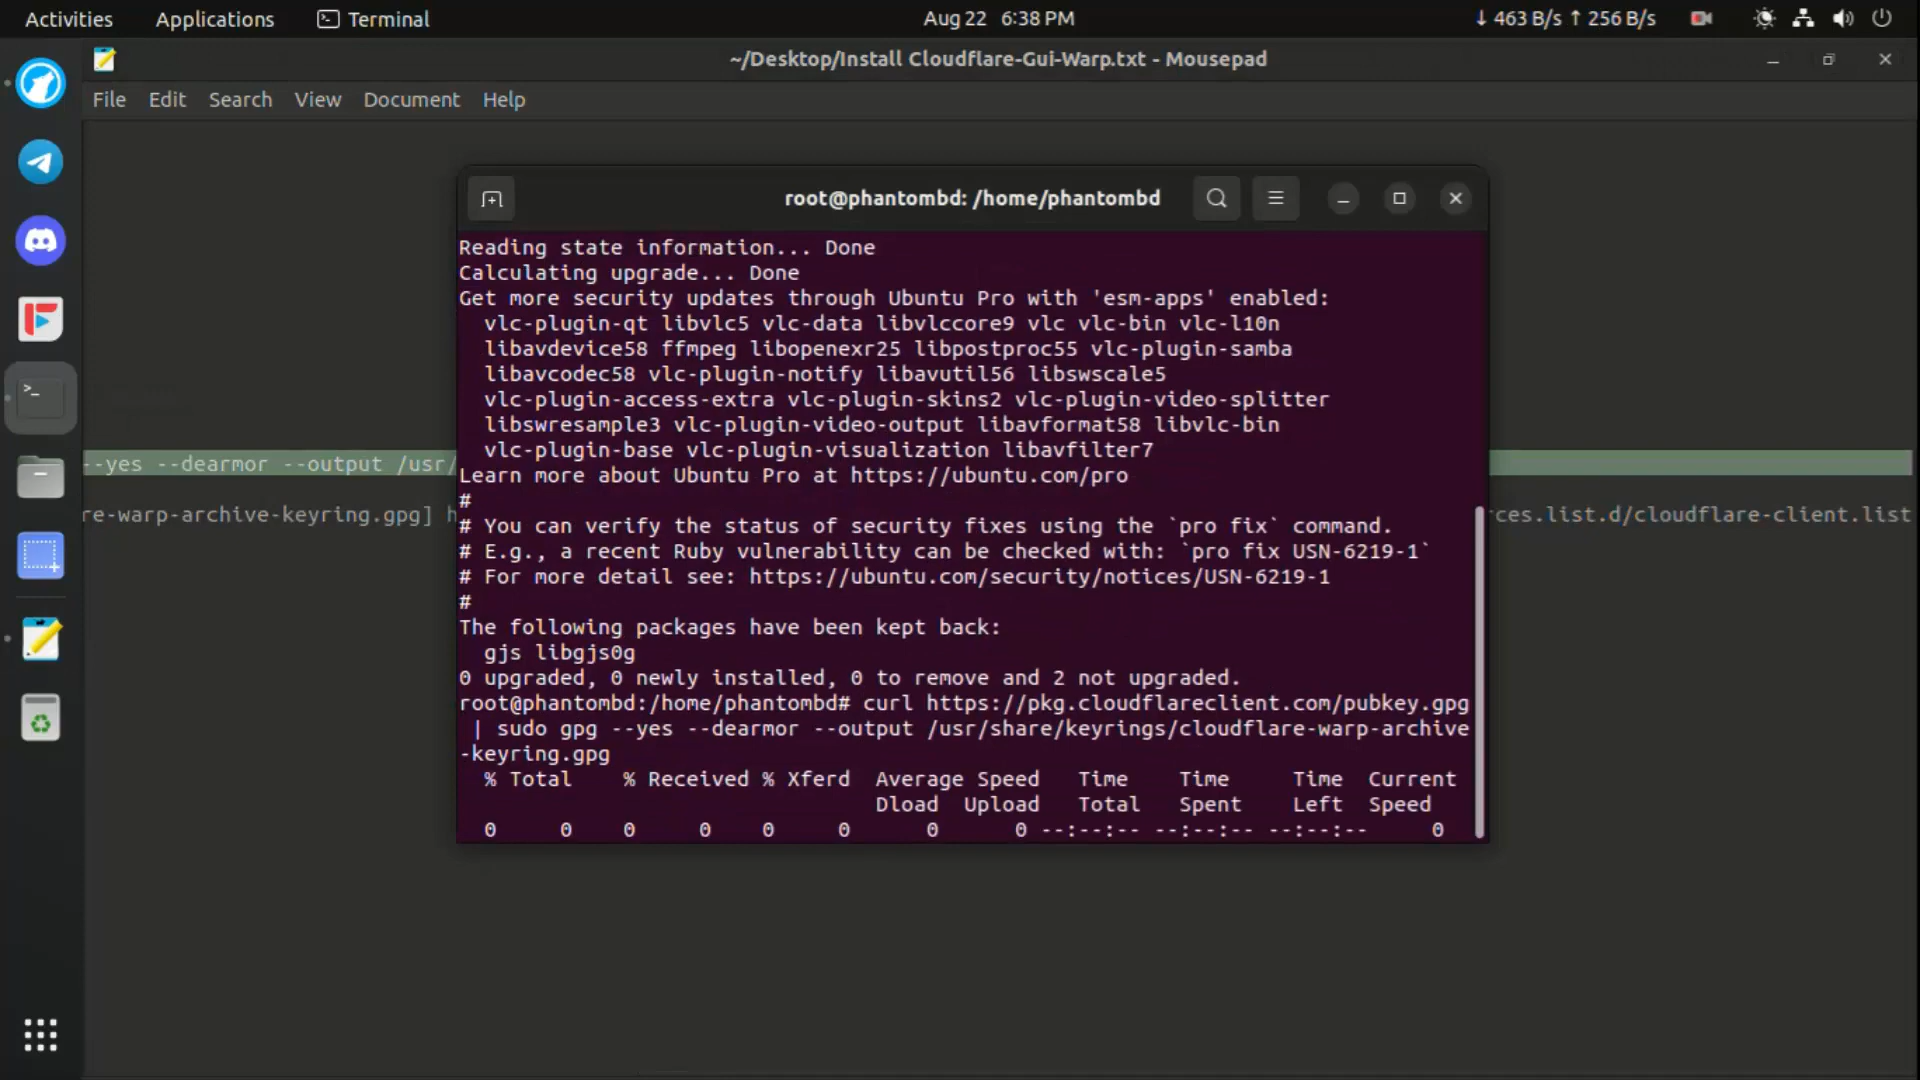 Activities Applications Terminal Aug 22 6:38 PM ↓ 463 B/s ↑ 256 B/s
~/Desktop/Install Cloudflare-Gui-Warp.txt - Mousepad
File Edit Search View Document Help
root@phantombd: /home/phantombd
Reading state information... Done
Calculating upgrade... Done
Get more security updates through Ubuntu Pro with 'esm-apps' enabled:
  vlc-plugin-qt libvlc5 vlc-data libvlccore9 vlc vlc-bin vlc-l10n
  libavdevice58 ffmpeg libopenexr25 libpostproc55 vlc-plugin-samba
  libavcodec58 vlc-plugin-notify libavutil56 libswscale5
  vlc-plugin-access-extra vlc-plugin-skins2 vlc-plugin-video-splitter
  libswresample3 vlc-plugin-video-output libavformat58 libvlc-bin
  vlc-plugin-base vlc-plugin-visualization libavfilter7
--yes --dearmor --output /usr/
Learn more about Ubuntu Pro at https://ubuntu.com/pro
#
re-warp-archive-keyring.gpg] h rces.list.d/cloudflare-client.list
# You can verify the status of security fixes using the `pro fix` command.
# E.g., a recent Ruby vulnerability can be checked with: `pro fix USN-6219-1`
# For more detail see: https://ubuntu.com/security/notices/USN-6219-1
#
The following packages have been kept back:
  gjs libgjs0g
0 upgraded, 0 newly installed, 0 to remove and 2 not upgraded.
root@phantombd:/home/phantombd# curl https://pkg.cloudflareclient.com/pubkey.gpg
 | sudo gpg --yes --dearmor --output /usr/share/keyrings/cloudflare-warp-archive
-keyring.gpg
  % Total    % Received % Xferd  Average Speed   Time    Time     Time  Current
                                 Dload  Upload   Total   Spent    Left  Speed
  0     0    0     0    0     0      0      0 --:--:-- --:--:-- --:--:--     0